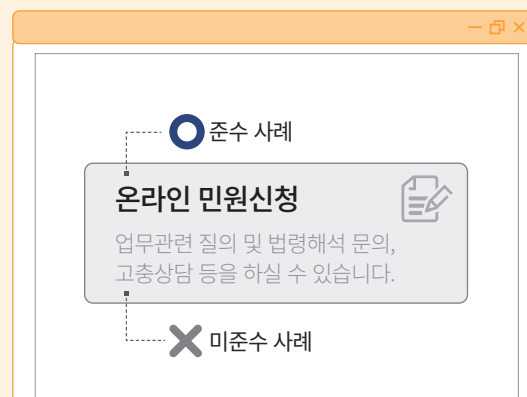 준수 사례
온라인 민원신청
업무관련 질의 및 법령해석 문의,
고충상담 등을 하실 수 있습니다.
미준수 사례